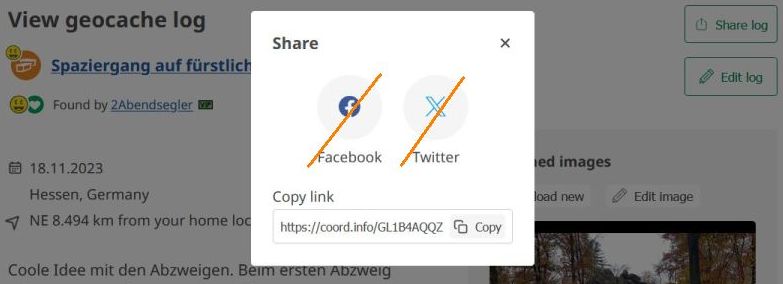 View geocache log
Share log
Edit log
Spaziergang auf fürstlich
Found by 2Abendsegler VIP
Share
Facebook
Twitter
Copy link
https://coord.info/GL1B4AQQZ
Copy
18.11.2023
Hessen, Germany
NE 8.494 km from your home loc
Coole Idee mit den Abzweigen. Beim ersten Abzweig
ed images
load new
Edit image